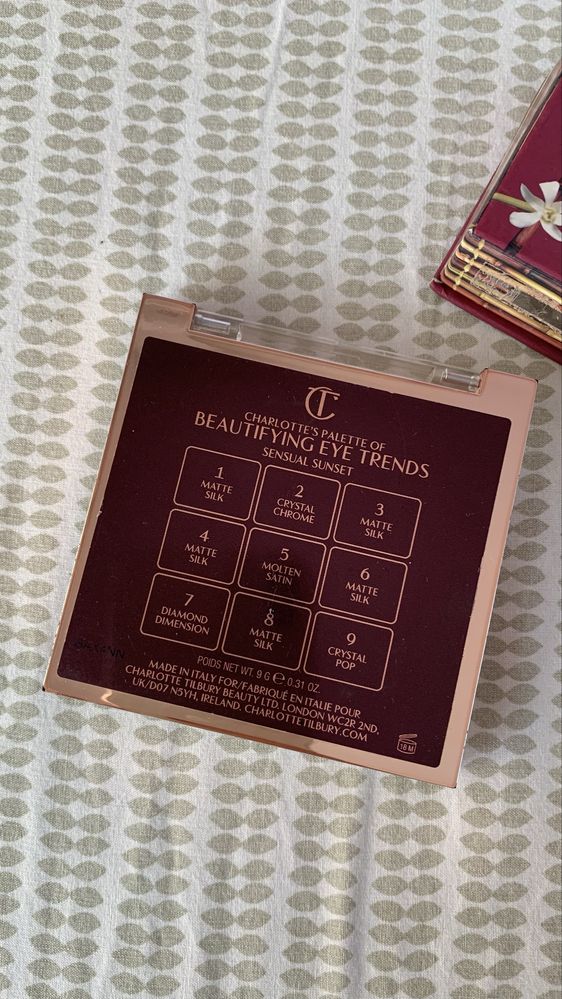 CT
CHARLOTTE'S PALETTE OF
BEAUTIFYING EYE TRENDS
SENSUAL SUNSET
1
MATTE
SILK
2
CRYSTAL
CHROME
3
MATTE
SILK
4
MATTE
SILK
5
MOLTEN
SATIN
6
MATTE
SILK
7
DIAMOND
DIMENSION
8
MATTE
SILK
9
CRYSTAL
POP
POIDS NET WT. 9 G e 0.31 OZ.
MADE IN ITALY FOR/FABRIQUÉ EN ITALIE POUR
CHARLOTTE TILBURY BEAUTY LTD, LONDON WC2R 2ND,
UK/D07 N5YH, IRELAND. CHARLOTTETILBURY.COM
18M